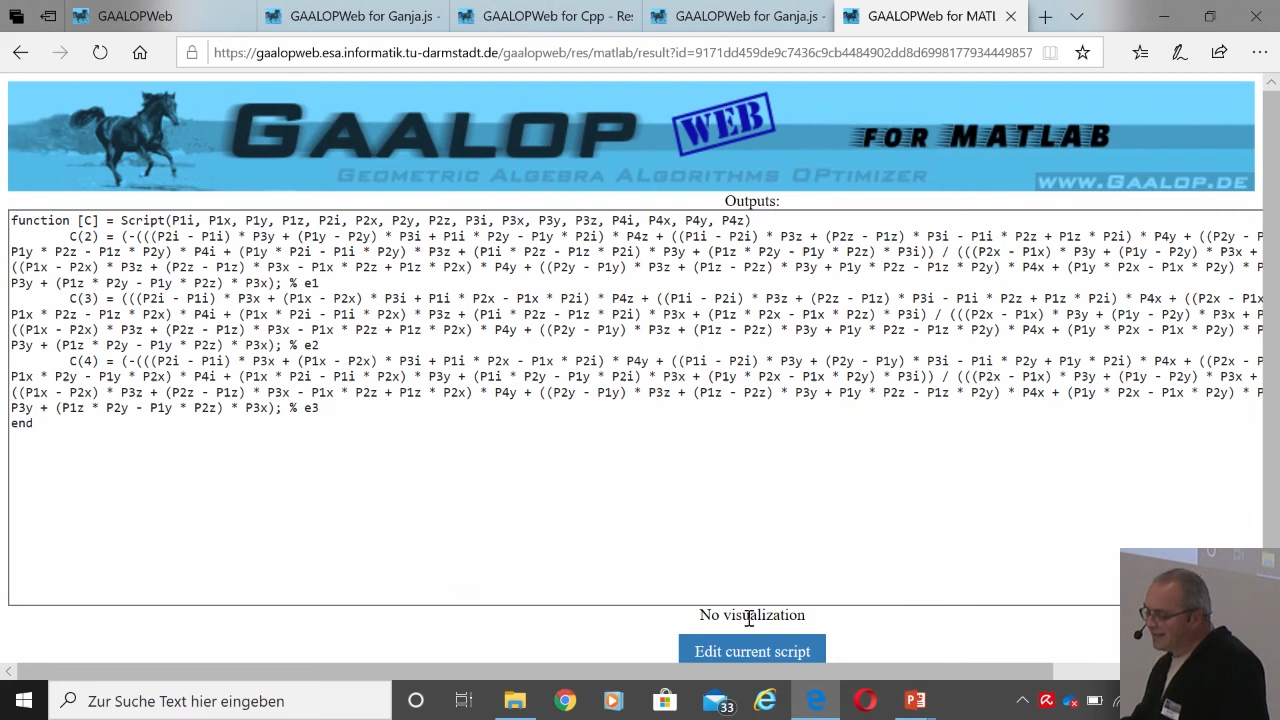 GAALOPWeb
GAALOPWeb for Ganja.js -
GAALOPWeb for Cpp - Res
GAALOPWeb for Ganja.js -
GAALOPWeb for MATL
https://gaalopweb.esa.informatik.tu-darmstadt.de/gaalopweb/res/matlab/result?id=9171dd459de9c7436c9cb4484902dd8d6998177934449857
GAALOP WEB FOR MATLAB
GEOMETRIC ALGEBRA ALGORITHMS OPTIMIZER
WWW.GAALOP.DE
Outputs:
function [C] = Script(P1i, P1x, P1y, P1z, P2i, P2x, P2y, P2z, P3i, P3x, P3y, P3z, P4i, P4x, P4y, P4z)
C(2) = (-(((P2i - P1i) * P3y + (P1y - P2y) * P3i + P1i * P2y - P1y * P2i) * P4z + ((P1i - P2i) * P3z + (P2z - P1z) * P3i - P1i * P2z + P1z * P2i) * P4y + ((P2y - P
P1y * P2z - P1z * P2y) * P4i + (P1y * P2i - P1i * P2y) * P3z + (P1i * P2z - P1z * P2i) * P3y + (P1z * P2y - P1y * P2z) * P3i)) / (((P2x - P1x) * P3y + (P1y - P2y) * P3x +
((P1x - P2x) * P3z + (P2z - P1z) * P3x - P1x * P2z + P1z * P2x) * P4y + ((P2y - P1y) * P3z + (P1z - P2z) * P3y + P1y * P2z - P1z * P2y) * P4x + (P1y * P2x - P1x * P2y) * P
P3y + (P1z * P2y - P1y * P2z) * P3x); % e1
C(3) = (((P2i - P1i) * P3x + (P1x - P2x) * P3i + P1i * P2x - P1x * P2i) * P4z + ((P1i - P2i) * P3z + (P2z - P1z) * P3i - P1i * P2z + P1z * P2i) * P4x + ((P2x - P1x
P1x * P2z - P1z * P2x) * P4i + (P1x * P2i - P1i * P2x) * P3z + (P1i * P2z - P1z * P2i) * P3x + (P1z * P2x - P1x * P2z) * P3i) / (((P2x - P1x) * P3y + (P1y - P2y) * P3x + P
((P1x - P2x) * P3z + (P2z - P1z) * P3x - P1x * P2z + P1z * P2x) * P4y + ((P2y - P1y) * P3z + (P1z - P2z) * P3y + P1y * P2z - P1z * P2y) * P4x + (P1y * P2x - P1x * P2y) * P
P3y + (P1z * P2y - P1y * P2z) * P3x); % e2
C(4) = (-(((P2i - P1i) * P3x + (P1x - P2x) * P3i + P1i * P2x - P1x * P2i) * P4y + ((P1i - P2i) * P3y + (P2y - P1y) * P3i - P1i * P2y + P1y * P2i) * P4x + ((P2x - P
P1x * P2y - P1y * P2x) * P4i + (P1x * P2i - P1i * P2x) * P3y + (P1i * P2y - P1y * P2i) * P3x + (P1y * P2x - P1x * P2y) * P3i)) / (((P2x - P1x) * P3y + (P1y - P2y) * P3x +
((P1x - P2x) * P3z + (P2z - P1z) * P3x - P1x * P2z + P1z * P2x) * P4y + ((P2y - P1y) * P3z + (P1z - P2z) * P3y + P1y * P2z - P1z * P2y) * P4x + (P1y * P2x - P1x * P2y) * P
P3y + (P1z * P2y - P1y * P2z) * P3x); % e3
end
No visualization
Edit current script
Zur Suche Text hier eingeben
33